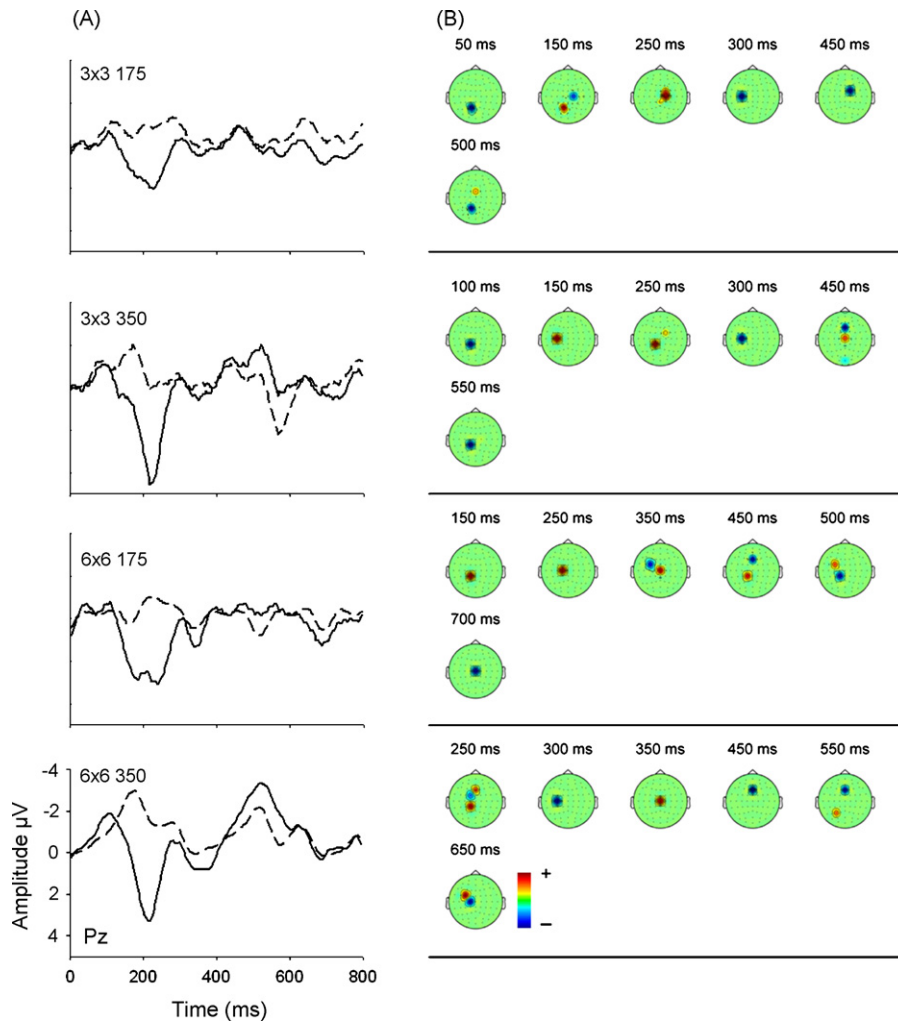 (A)
(B)
3x3 175
50 ms 150 ms 250 ms 300 ms 450 ms
500 ms
3x3 350
100 ms 150 ms 250 ms 300 ms 450 ms
550 ms
6x6 175
150 ms 250 ms 350 ms 450 ms 500 ms
700 ms
6x6 350
250 ms 300 ms 350 ms 450 ms 550 ms
650 ms
+
–
-4
-2
0
2
4
Amplitude µV
Pz
0 200 400 600 800
Time (ms)